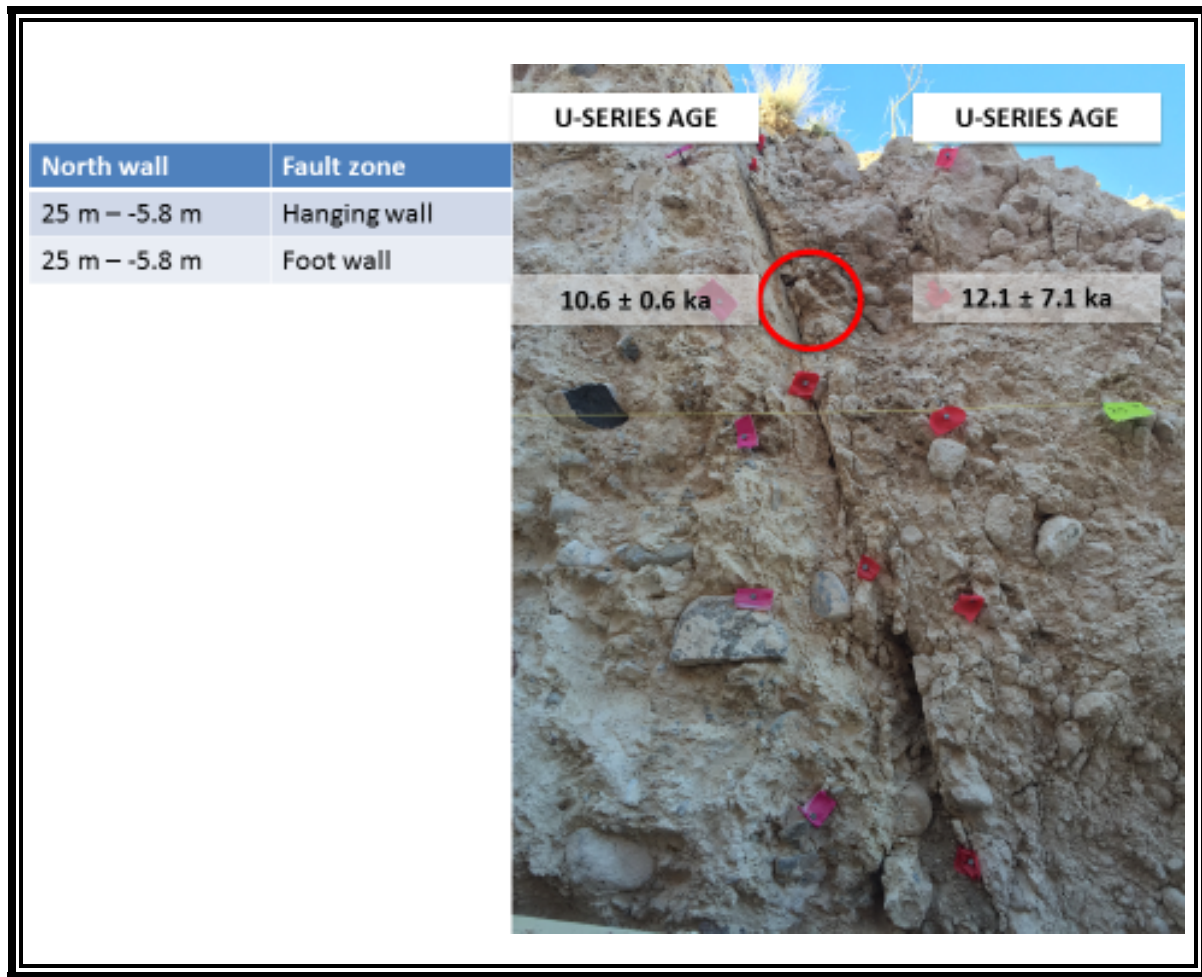 U-SERIES AGE
U-SERIES AGE
North wall Fault zone
25 m – -5.8 m Hanging wall
25 m – -5.8 m Foot wall
10.6 ± 0.6 ka
12.1 ± 7.1 ka